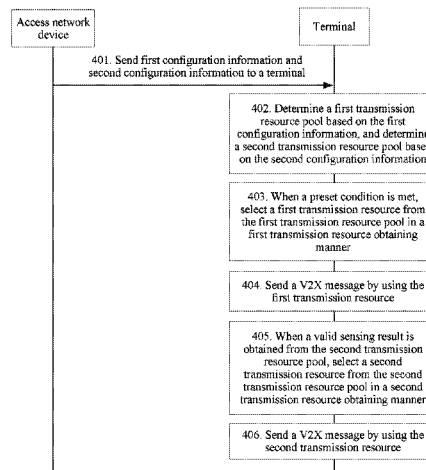 Access network
device
Terminal
401. Send first configuration information and
second configuration information to a terminal
402. Determine a first transmission
resource pool based on the first
configuration information, and determine
a second transmission resource pool based
on the second configuration information
403. When a preset condition is met,
select a first transmission resource from
the first transmission resource pool in a
first transmission resource obtaining
manner
404. Send a V2X message by using the
first transmission resource
405. When a valid sensing result is
obtained from the second transmission
resource pool, select a second
transmission resource from the second
transmission resource pool in a second
transmission resource obtaining manner
406. Send a V2X message by using the
second transmission resource